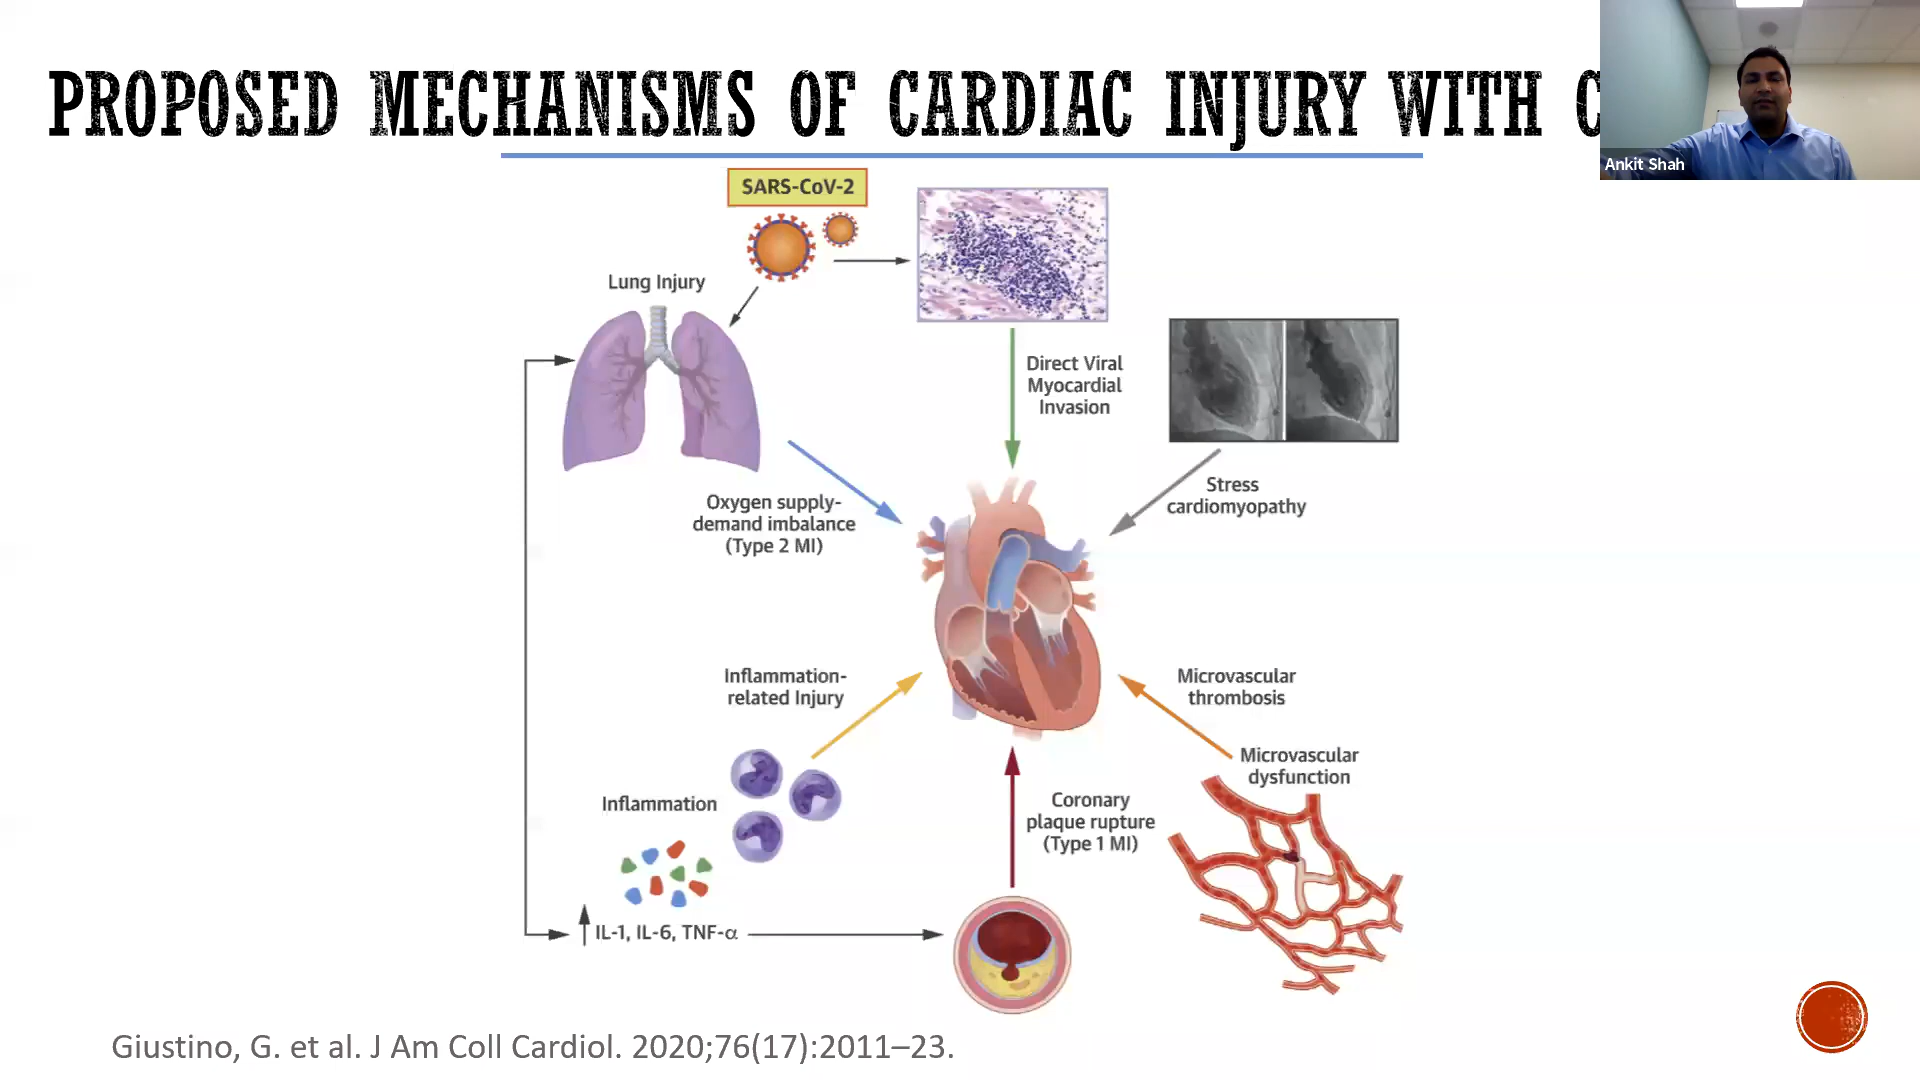 PROPOSED MECHANISMS OF CARDIAC INJURY WITH C
Ankit Shah
SARS-CoV-2
Lung Injury
Direct Viral
Myocardial
Invasion
Stress
cardiomyopathy
Oxygen supply-
demand imbalance
(Type 2 MI)
Inflammation-
related Injury
Microvascular
thrombosis
Microvascular
dysfunction
Inflammation
Coronary
plaque rupture
(Type 1 MI)
IL-1, IL-6, TNF-α
Giustino, G. et al. J Am Coll Cardiol. 2020;76(17):2011–23.